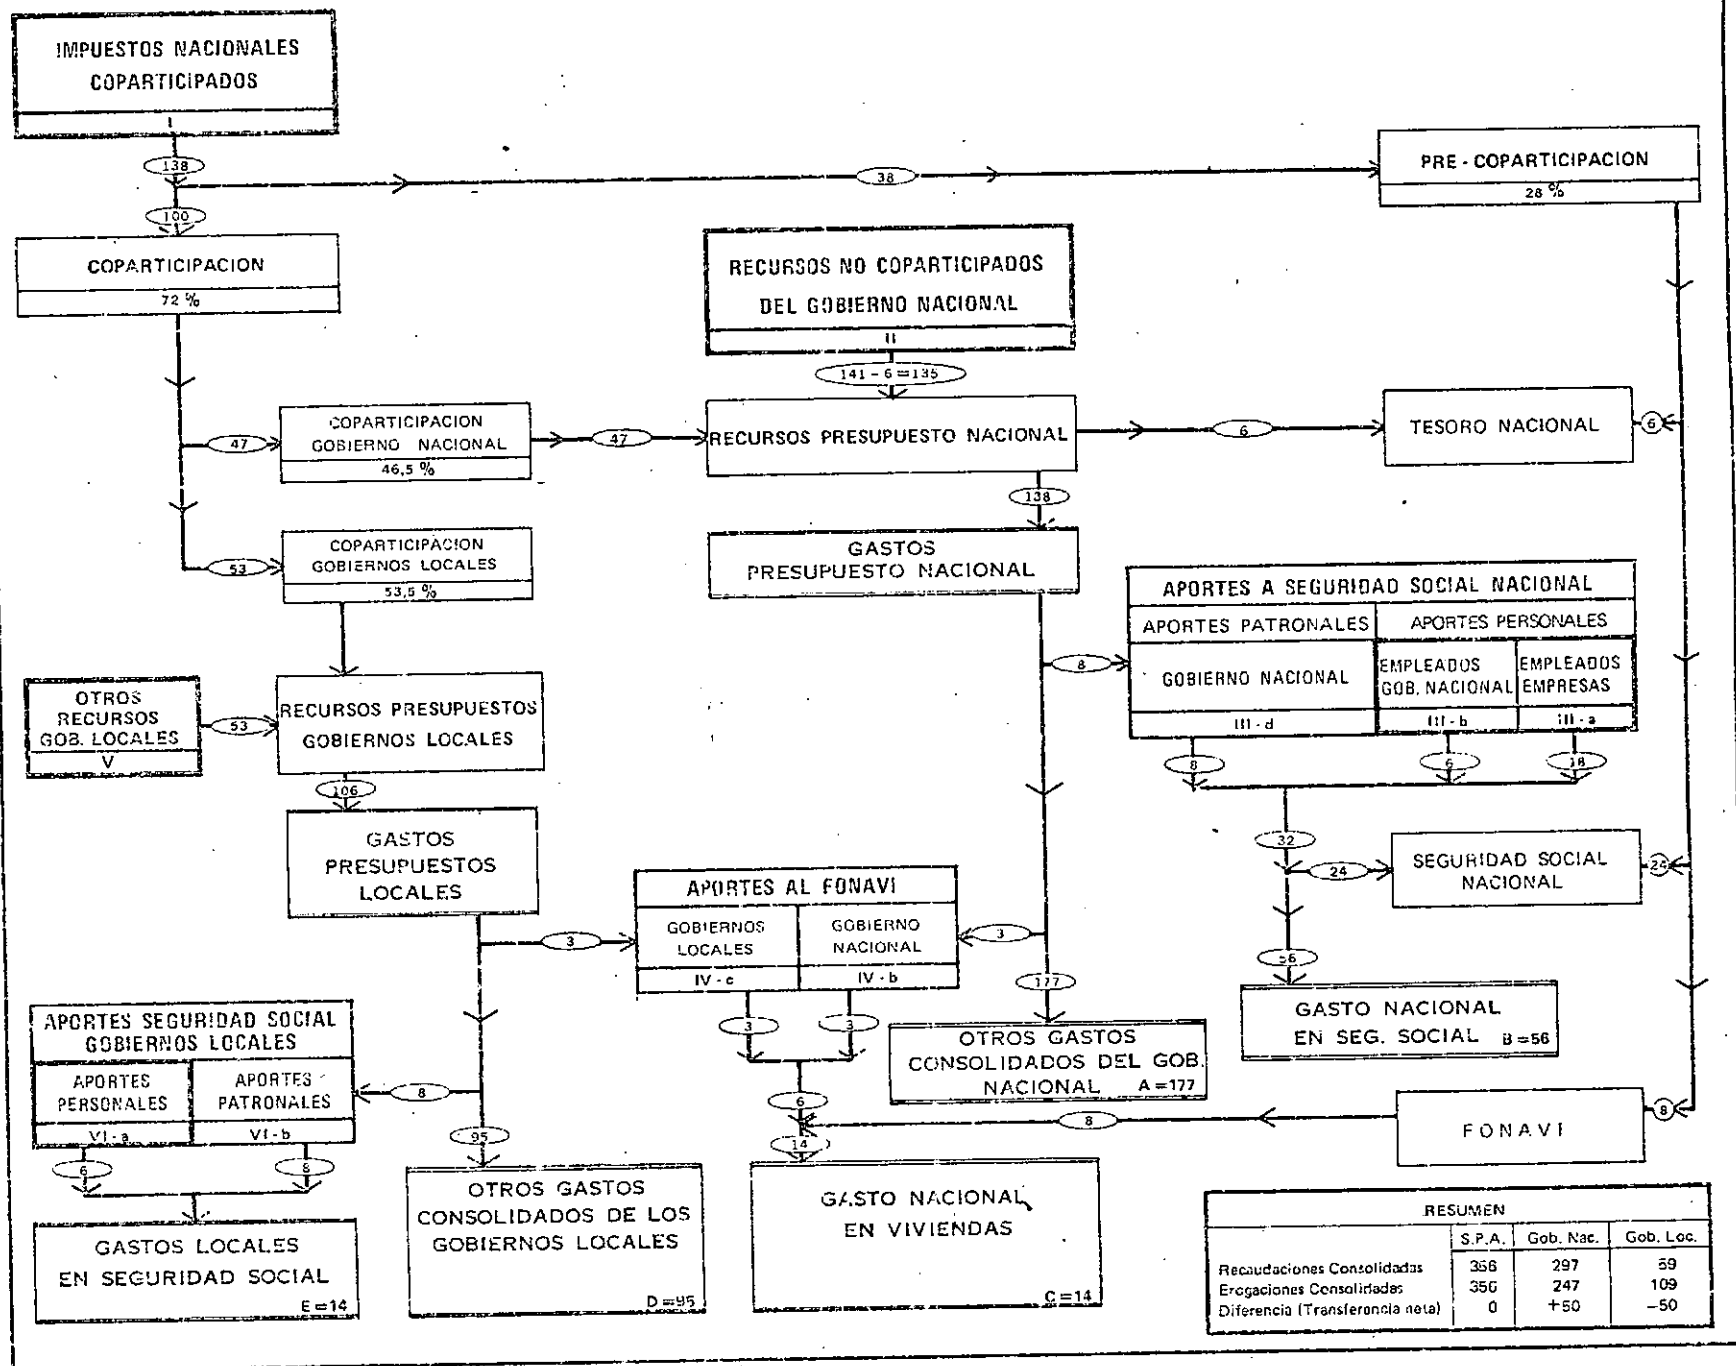 IMPUESTOS NACIONALES
COPARTICIPADOS
I
138
38
PRE - COPARTICIPACION
28 %
100
COPARTICIPACION
72 %
RECURSOS NO COPARTICIPADOS
DEL GOBIERNO NACIONAL
II
141 - 6 = 135
47
COPARTICIPACION
GOBIERNO NACIONAL
46,5 %
47
RECURSOS PRESUPUESTO NACIONAL
6
TESORO NACIONAL
6
138
53
COPARTICIPACION
GOBIERNOS LOCALES
53,5 %
GASTOS
PRESUPUESTO NACIONAL
APORTES A SEGURIDAD SOCIAL NACIONAL
APORTES PATRONALES
APORTES PERSONALES
8
GOBIERNO NACIONAL
EMPLEADOS
GOB. NACIONAL
EMPLEADOS
EMPRESAS
III - d
III - b
III - a
8
6
18
OTROS
RECURSOS
GOB. LOCALES
V
53
RECURSOS PRESUPUESTOS
GOBIERNOS LOCALES
106
GASTOS
PRESUPUESTOS
LOCALES
32
24
SEGURIDAD SOCIAL
NACIONAL
24
APORTES AL FONAVI
3
GOBIERNOS
LOCALES
GOBIERNO
NACIONAL
3
IV - c
IV - b
3
3
177
56
GASTO NACIONAL
EN SEG. SOCIAL B = 56
OTROS GASTOS
CONSOLIDADOS DEL GOB.
NACIONAL A = 177
APORTES SEGURIDAD SOCIAL
GOBIERNOS LOCALES
APORTES
PERSONALES
APORTES
PATRONALES
VI - a
VI - b
8
6
8
95
6
8
FONAVI
8
14
GASTOS LOCALES
EN SEGURIDAD SOCIAL
E = 14
OTROS GASTOS
CONSOLIDADOS DE LOS
GOBIERNOS LOCALES
D = 95
GASTO NACIONAL
EN VIVIENDAS
C = 14
RESUMEN
S.P.A. Gob. Nac. Gob. Loc.
Recaudaciones Consolidadas 356 297 59
Erogaciones Consolidadas 356 247 109
Diferencia (Transferencia neta) 0 +50 -50